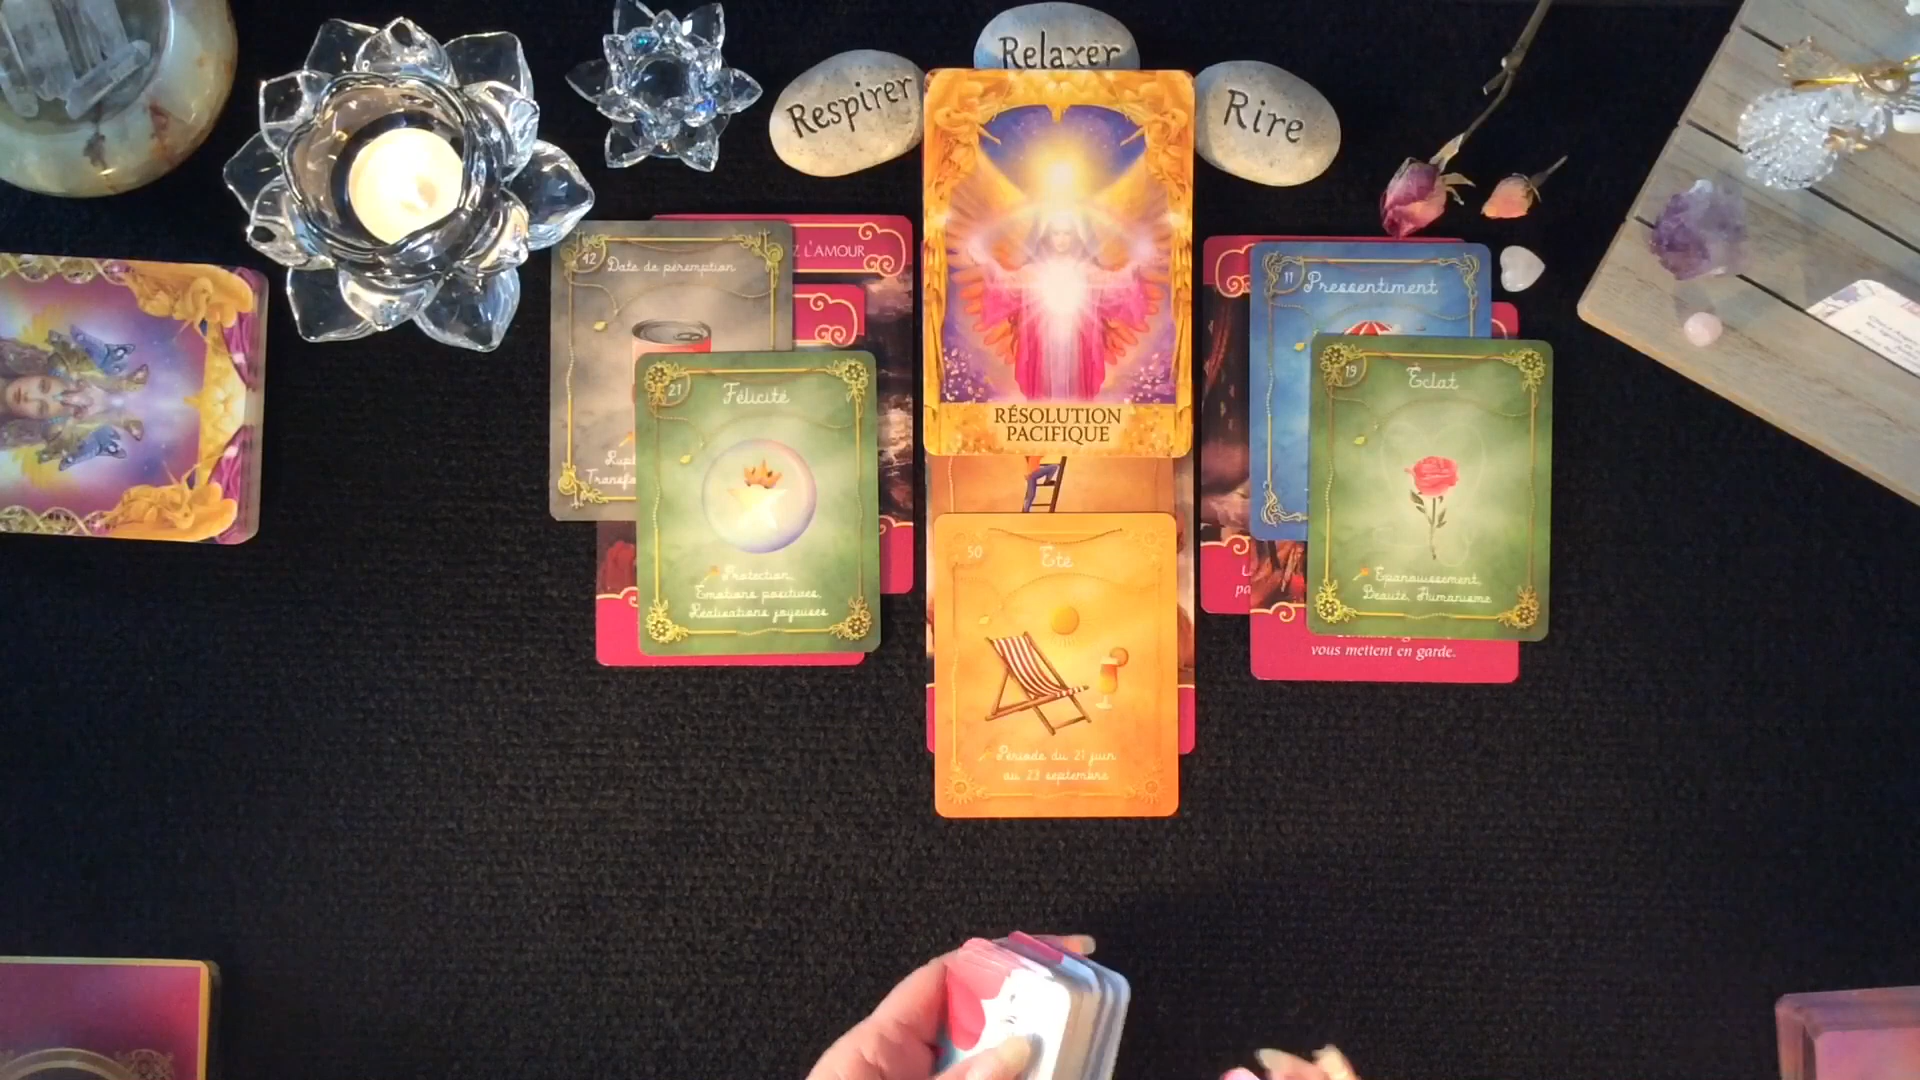 Relaxer
Respirer
Rire
Z L'AMOUR
42
Date de péremption
21
Félicité
Protection,
Émotions positives,
Réalisations joyeuses
RÉSOLUTION
PACIFIQUE
50
Été
Période du 21 juin
au 23 septembre
11
Pressentiment
19
Éclat
Épanouissement,
Beauté, Humanisme
vous mettent en garde.